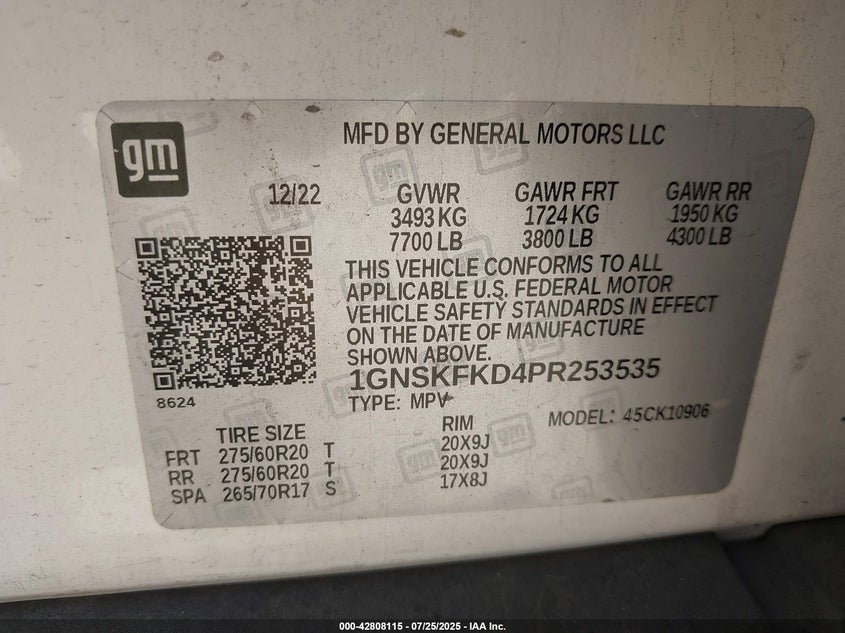 gm
MFD BY GENERAL MOTORS LLC
12/22 GVWR GAWR FRT GAWR RR
3493 KG 1724 KG 1950 KG
7700 LB 3800 LB 4300 LB
THIS VEHICLE CONFORMS TO ALL
APPLICABLE U.S. FEDERAL MOTOR
VEHICLE SAFETY STANDARDS IN EFFECT
ON THE DATE OF MANUFACTURE
SHOWN ABOVE.
1GNSKFKD4PR253535
8624
TYPE: MPV
MODEL: 45CK10906
TIRE SIZE RIM
FRT 275/60R20 T 20X9J
RR 275/60R20 T 20X9J
SPA 265/70R17 S 17X8J
000-42808115 - 07/25/2025 - IAA Inc.